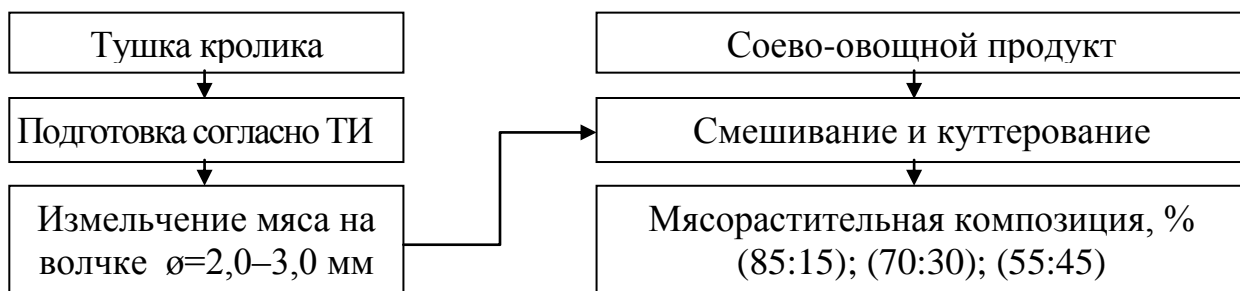 Тушка кролика
Подготовка согласно ТИ
Измельчение мяса на
волчке ø=2,0–3,0 мм
Соево-овощной продукт
Смешивание и куттерование
Мясорастительная композиция, %
(85:15); (70:30); (55:45)